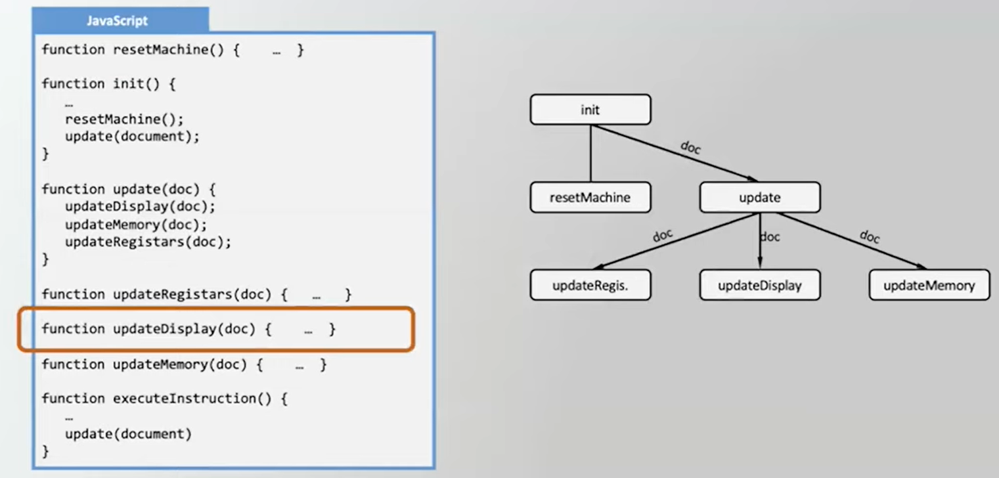 JavaScript
function resetMachine() { … }
function init() {
…
resetMachine();
update(document);
}
function update(doc) {
updateDisplay(doc);
updateMemory(doc);
updateRegistars(doc);
}
function updateRegistars(doc) { … }
function updateDisplay(doc) { … }
function updateMemory(doc) { … }
function executeInstruction() {
…
update(document)
}
init
doc
resetMachine
update
doc
doc
doc
updateRegis.
updateDisplay
updateMemory